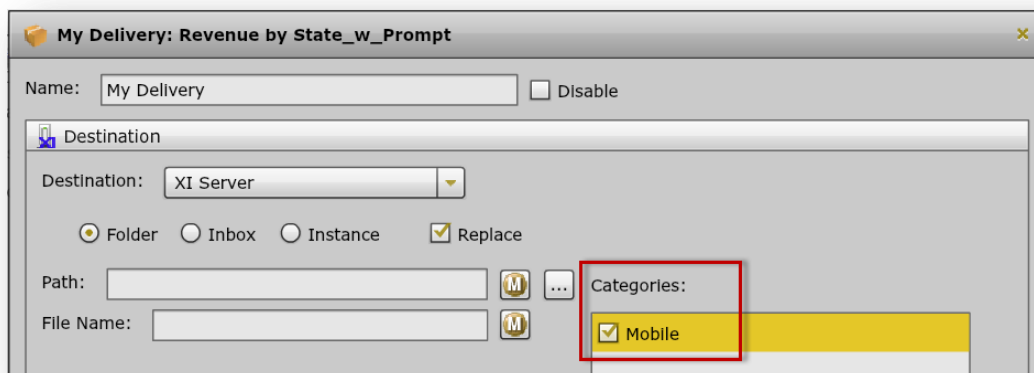 My Delivery: Revenue by State_w_Prompt
Name: My Delivery Disable
XI Destination
Destination: XI Server
Folder Inbox Instance Replace
Path: M ... Categories:
File Name: M
Mobile